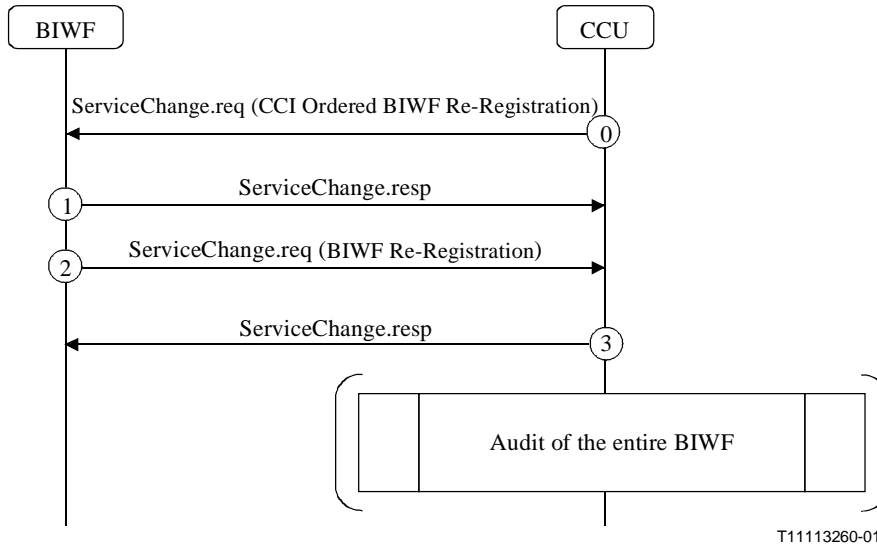 BIWF
CCU
ServiceChange.req (CCI Ordered BIWF Re-Registration)
0
ServiceChange.resp
1
ServiceChange.req (BIWF Re-Registration)
2
ServiceChange.resp
3
Audit of the entire BIWF
T11113260-01